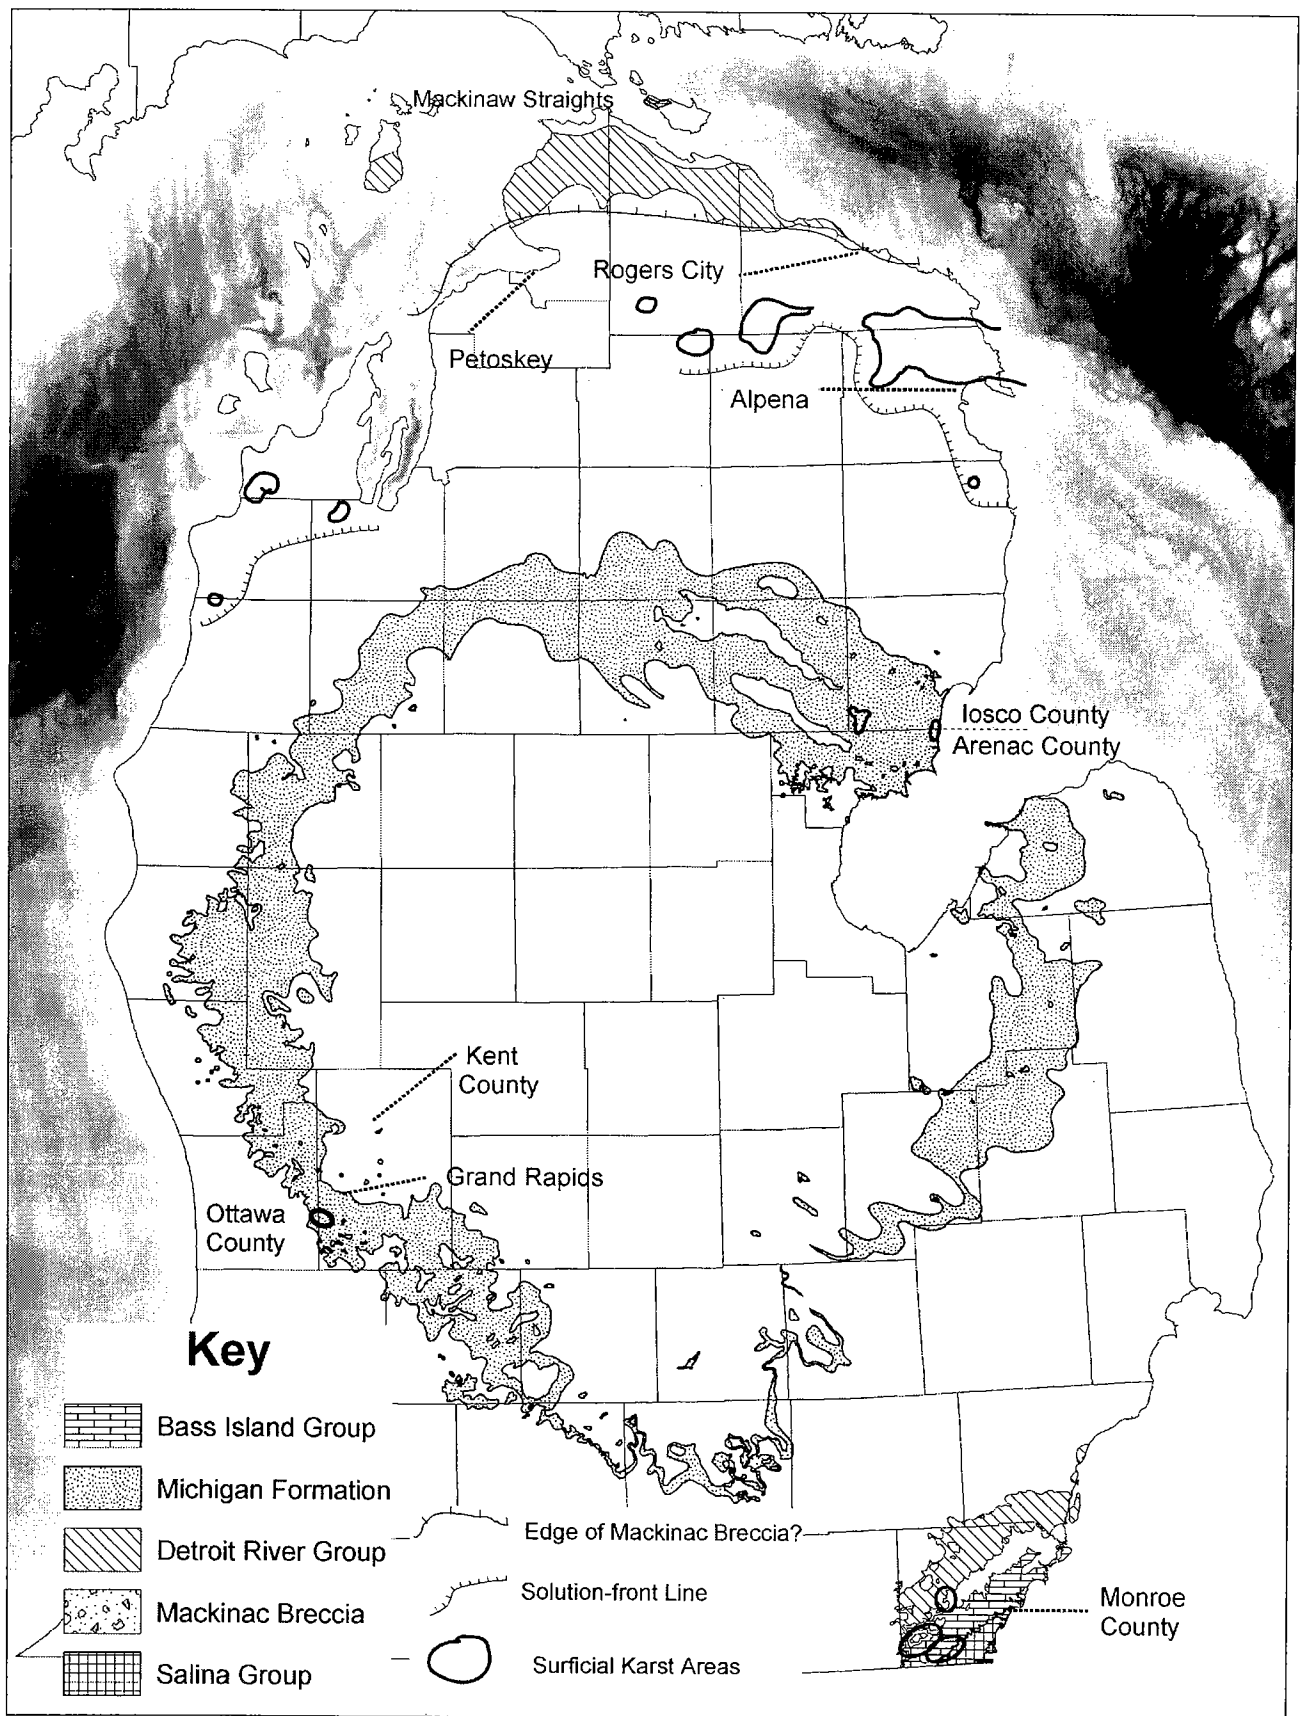 Mackinaw Straights
Rogers City
Petoskey
Alpena
Iosco County
Arenac County
Kent
County
Grand Rapids
Ottawa
County
Key
Bass Island Group
Michigan Formation
Detroit River Group
Mackinac Breccia
Salina Group
Edge of Mackinac Breccia?
Solution-front Line
Surficial Karst Areas
Monroe
County